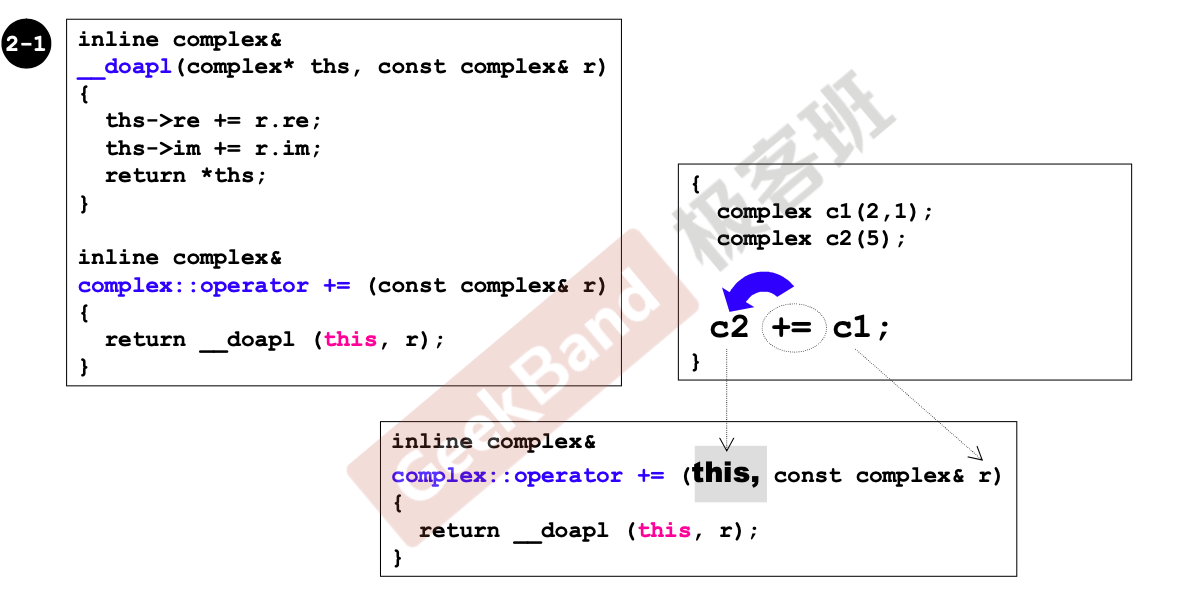 2-1
inline complex&
__doapl(complex* ths, const complex& r)
{
  ths->re += r.re;
  ths->im += r.im;
  return *ths;
}
inline complex&
complex::operator += (const complex& r)
{
  return __doapl (this, r);
}
{
  complex c1(2,1);
  complex c2(5);
  c2 += c1;
}
inline complex&
complex::operator += (this, const complex& r)
{
  return __doapl (this, r);
}
GeekBand 极客班